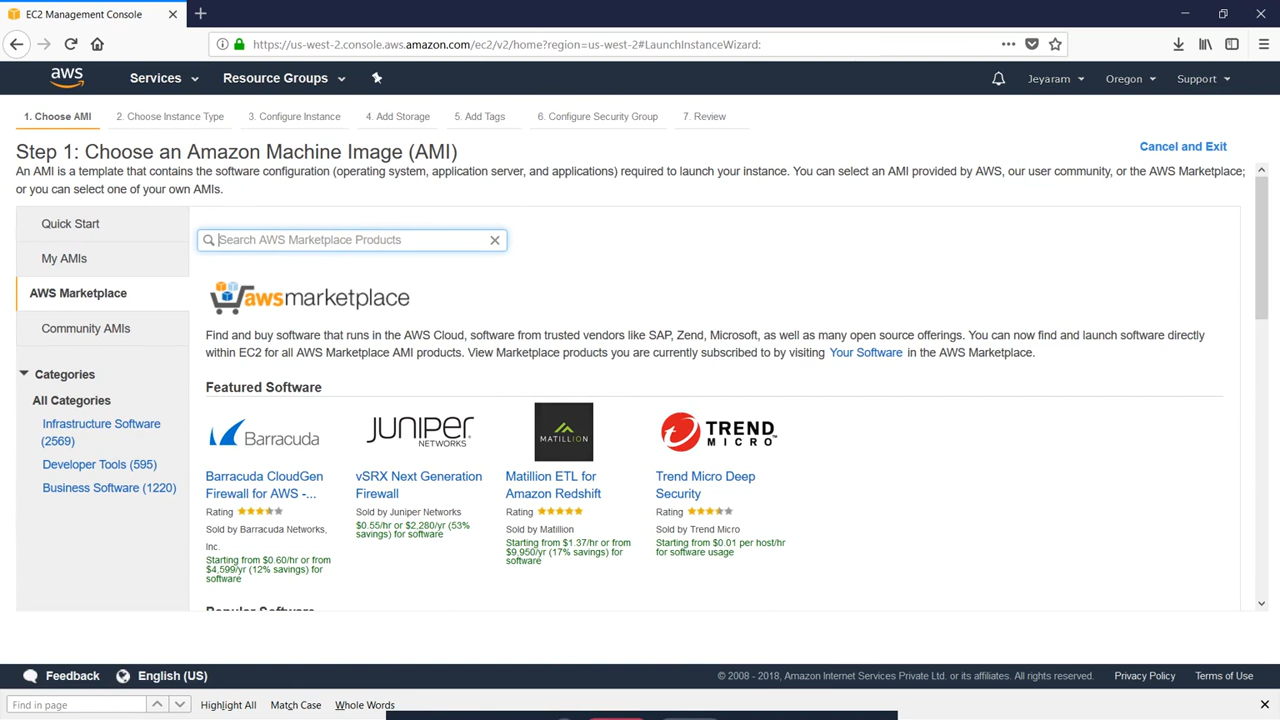 EC2 Management Console
https://us-west-2.console.aws.amazon.com/ec2/v2/home?region=us-west-2#LaunchInstanceWizard:
aws Services Resource Groups Jeyaram Oregon Support
1. Choose AMI 2. Choose Instance Type 3. Configure Instance 4. Add Storage 5. Add Tags 6. Configure Security Group 7. Review
Step 1: Choose an Amazon Machine Image (AMI)
Cancel and Exit
An AMI is a template that contains the software configuration (operating system, application server, and applications) required to launch your instance. You can select an AMI provided by AWS, our user community, or the AWS Marketplace;
or you can select one of your own AMIs.
Quick Start
My AMIs
AWS Marketplace
Community AMIs
Categories
All Categories
Infrastructure Software
(2569)
Developer Tools (595)
Business Software (1220)
Search AWS Marketplace Products
awsmarketplace
Find and buy software that runs in the AWS Cloud, software from trusted vendors like SAP, Zend, Microsoft, as well as many open source offerings. You can now find and launch software directly
within EC2 for all AWS Marketplace AMI products. View Marketplace products you are currently subscribed to by visiting Your Software in the AWS Marketplace.
Featured Software
Barracuda
Barracuda CloudGen
Firewall for AWS -...
Rating
Sold by Barracuda Networks,
Inc.
Starting from $0.60/hr or from
$4,599/yr (12% savings) for
software
JUNIPER
NETWORKS
vSRX Next Generation
Firewall
Sold by Juniper Networks
$0.55/hr or $2,280/yr (53%
savings) for software
MATILLION
Matillion ETL for
Amazon Redshift
Rating
Sold by Matillion
Starting from $1.37/hr or from
$9,950/yr (17% savings) for
software
TREND
MICRO
Trend Micro Deep
Security
Rating
Sold by Trend Micro
Starting from $0.01 per host/hr
for software usage
Popular Software
Feedback English (US)
© 2008 - 2018, Amazon Internet Services Private Ltd. or its affiliates. All rights reserved. Privacy Policy Terms of Use
Find in page Highlight All Match Case Whole Words